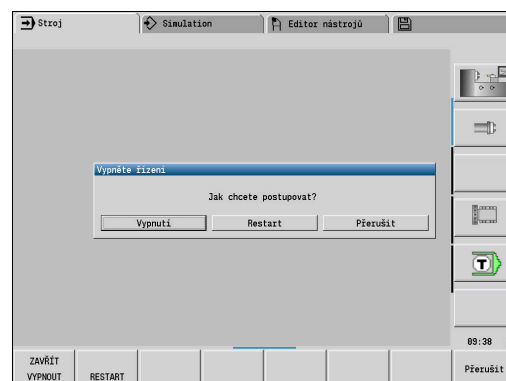 Stroj
Simulation
Editor nástrojů
Vypněte řízení
Jak chcete postupovat?
Vypnutí
Restart
Přerušit
T
09:38
ZAVŘÍT
VYPNOUT
RESTART
Přerušit